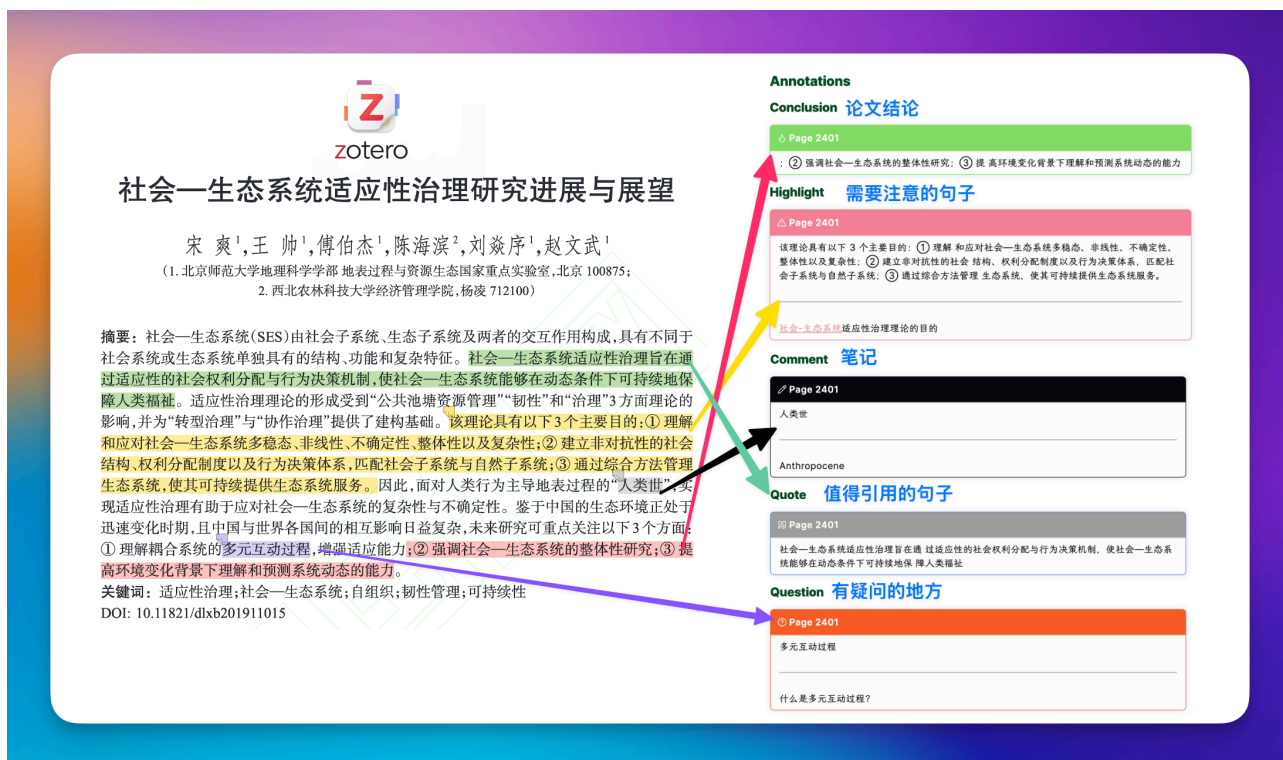 zotero
社会—生态系统适应性治理研究进展与展望
宋 爽¹,王 帅¹,傅伯杰¹,陈海滨²,刘焱序¹,赵文武¹
(1. 北京师范大学地理科学学部 地表过程与资源生态国家重点实验室,北京 100875;
2. 西北农林科技大学经济管理学院,杨凌 712100)
摘要:社会—生态系统(SES)由社会子系统、生态子系统及两者的交互作用构成,具有不同于
社会系统或生态系统单独具有的结构、功能和复杂特征。社会—生态系统适应性治理旨在通
过适应性的社会权利分配与行为决策机制,使社会—生态系统能够在动态条件下可持续地保
障人类福祉。适应性治理理论的形成受到“公共池塘资源管理”“韧性”和“治理”3方面理论的
影响,并为“转型治理”与“协作治理”提供了建构基础。该理论具有以下3个主要目的:① 理解
和应对社会—生态系统多稳态、非线性、不确定性、整体性以及复杂性;② 建立非对抗性的社会
结构、权利分配制度以及行为决策体系,匹配社会子系统与自然子系统;③ 通过综合方法管理
生态系统,使其可持续提供生态系统服务。因此,面对人类行为主导地表过程的“人类世”,实
现适应性治理有助于应对社会—生态系统的复杂性与不确定性。鉴于中国的生态环境正处于
迅速变化时期,且中国与世界各国间的相互影响日益复杂,未来研究可重点关注以下3个方面:
① 理解耦合系统的多元互动过程,增强适应能力;② 强调社会—生态系统的整体性研究;③ 提
高环境变化背景下理解和预测系统动态的能力。
关键词:适应性治理;社会—生态系统;自组织;韧性管理;可持续性
DOI: 10.11821/dlxb201911015
Annotations
Conclusion 论文结论
Page 2401
;② 强调社会—生态系统的整体性研究;③ 提 高环境变化背景下理解和预测系统动态的能力
Highlight 需要注意的句子
Page 2401
该理论具有以下 3 个主要目的:① 理解 和应对社会—生态系统多稳态、非线性、不确定性、
整体性以及复杂性;② 建立非对抗性的社会 结构、权利分配制度以及行为决策体系,匹配社
会子系统与自然子系统;③ 通过综合方法管理 生态系统,使其可持续提供生态系统服务。
社会-生态系统适应性治理理论的目的
Comment 笔记
Page 2401
人类世
Anthropocene
Quote 值得引用的句子
Page 2401
社会—生态系统适应性治理旨在通 过适应性的社会权利分配与行为决策机制,使社会—生态系
统能够在动态条件下可持续地保 障人类福祉
Question 有疑问的地方
Page 2401
多元互动过程
什么是多元互动过程?